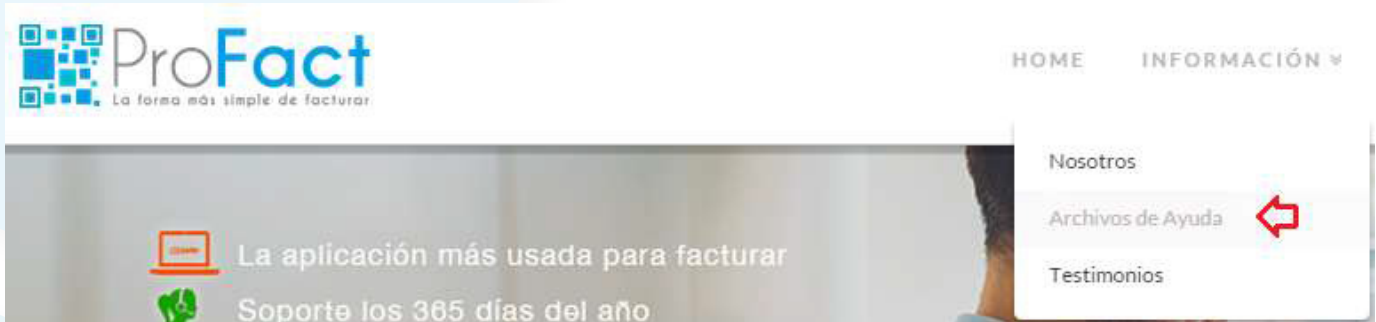 ProFact
La forma más simple de facturar
HOME INFORMACIÓN
Nosotros
Archivos de Ayuda
Testimonios
La aplicación más usada para facturar
Soporte los 365 días del año